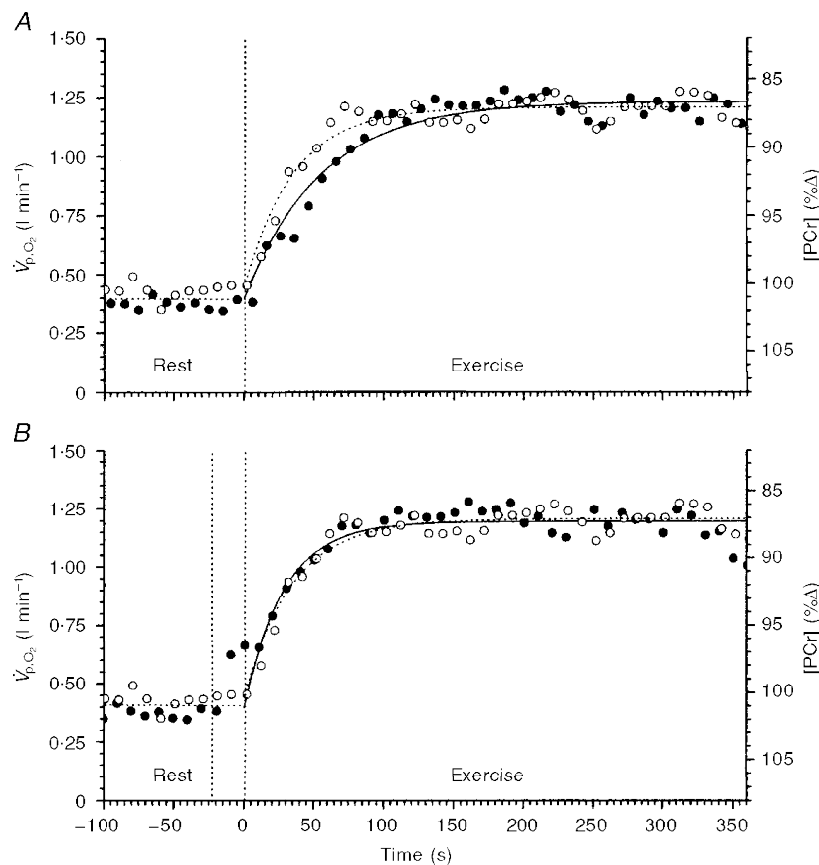 A
1·50
1·25
1·00
0·75
0·50
0·25
0
V̇p,O₂ (l min⁻¹)
85
90
95
100
105
[PCr] (%Δ)
Rest
Exercise
B
1·50
1·25
1·00
0·75
0·50
0·25
0
V̇p,O₂ (l min⁻¹)
85
90
95
100
105
[PCr] (%Δ)
Rest
Exercise
−100 −50 0 50 100 150 200 250 300 350
Time (s)